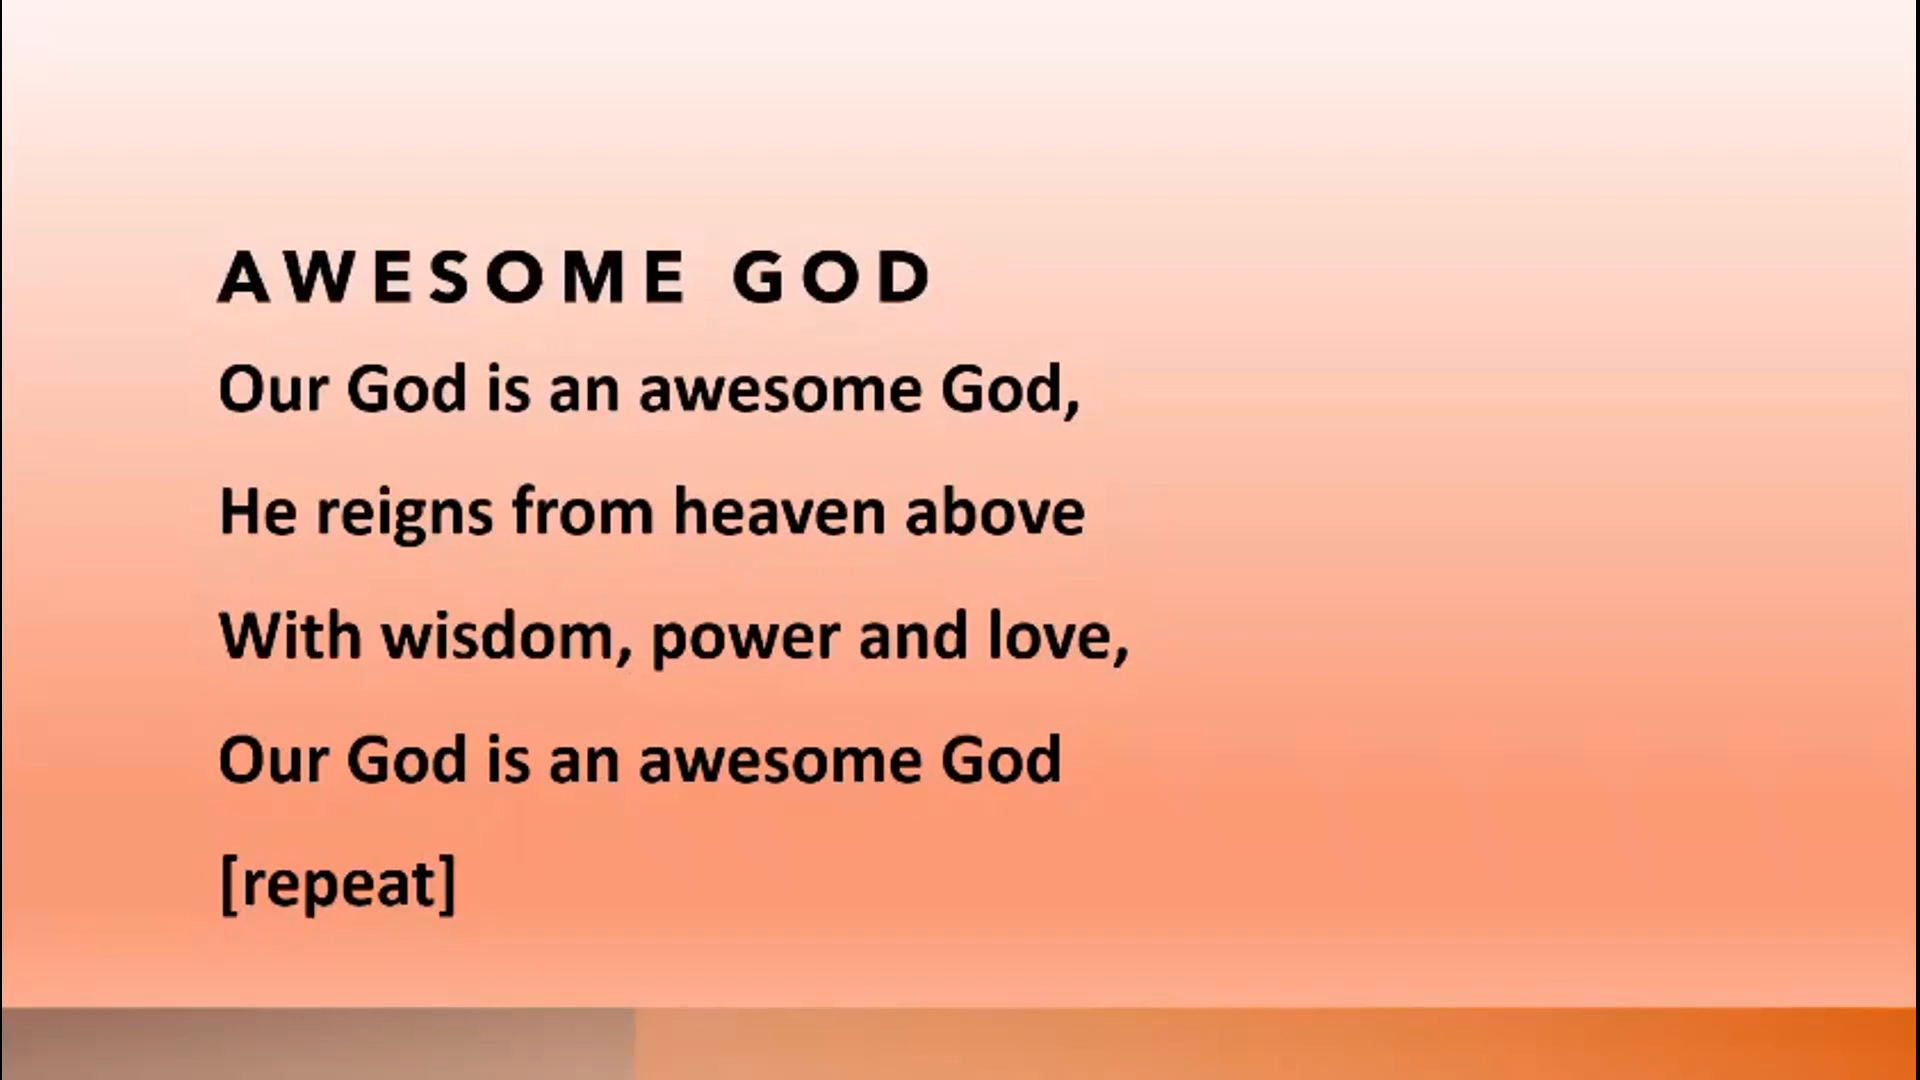 AWESOME GOD
Our God is an awesome God,
He reigns from heaven above
With wisdom, power and love,
Our God is an awesome God
[repeat]